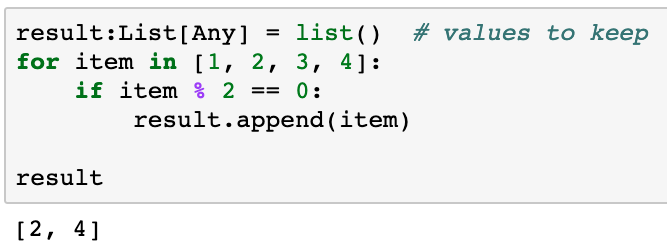 result:List[Any] = list()  # values to keep
for item in [1, 2, 3, 4]:
    if item % 2 == 0:
        result.append(item)

result
[2, 4]